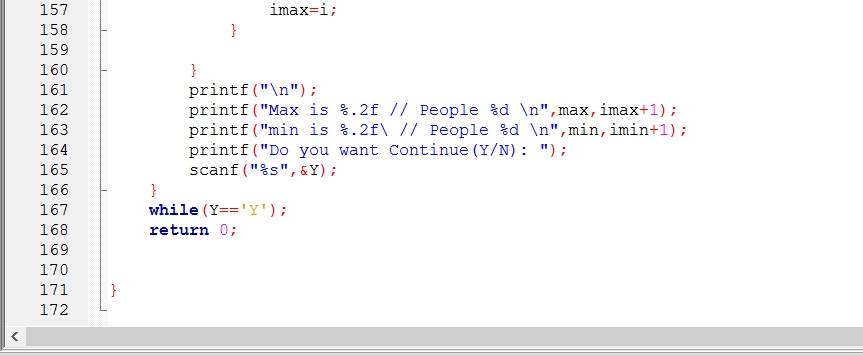 157 imax=i;
158 }
159
160 }
161 printf("\n");
162 printf("Max is %.2f // People %d \n",max,imax+1);
163 printf("min is %.2f\ // People %d \n",min,imin+1);
164 printf("Do you want Continue(Y/N): ");
165 scanf("%s",&Y);
166 }
167 while(Y=='Y');
168 return 0;
169
170
171 }
172